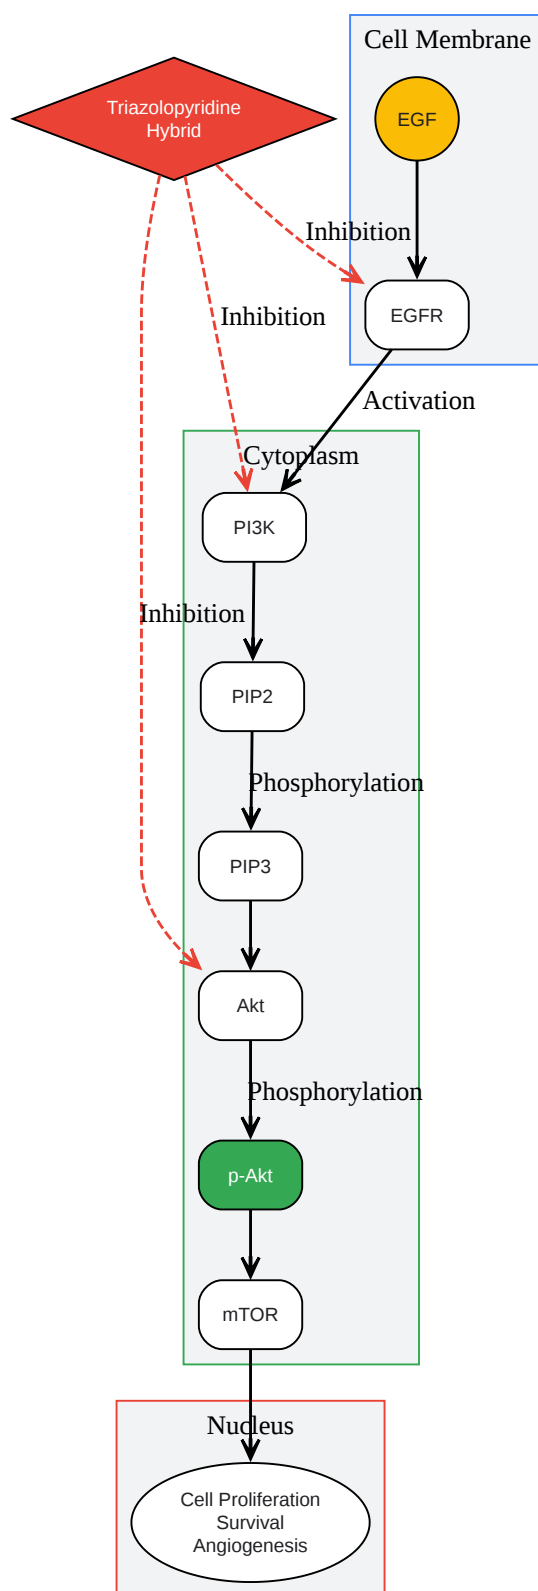 Cell Membrane
Triazolopyridine
Hybrid
EGF
Inhibition
EGFR
Inhibition
Activation
Cytoplasm
PI3K
Inhibition
PIP2
Phosphorylation
PIP3
Akt
Phosphorylation
p-Akt
mTOR
Nucleus
Cell Proliferation
Survival
Angiogenesis